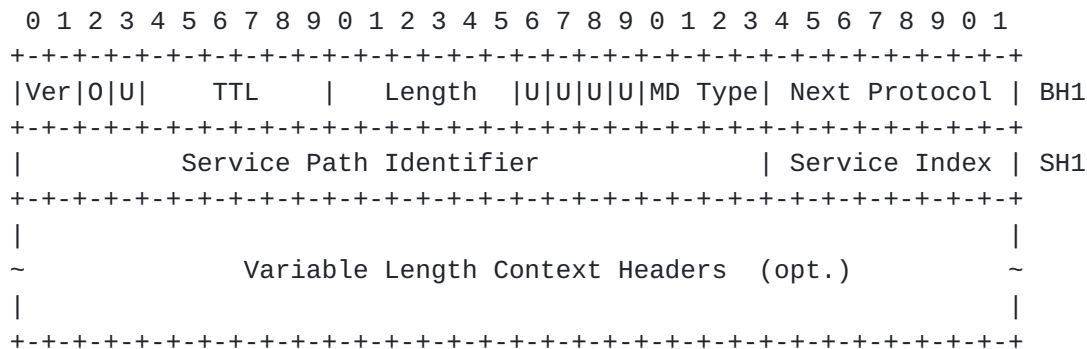 0 1 2 3 4 5 6 7 8 9 0 1 2 3 4 5 6 7 8 9 0 1 2 3 4 5 6 7 8 9 0 1
+-+-+-+-+-+-+-+-+-+-+-+-+-+-+-+-+-+-+-+-+-+-+-+-+-+-+-+-+-+-+-+-+
|Ver|O|U|    TTL    |   Length  |U|U|U|U|MD Type| Next Protocol | BH1
+-+-+-+-+-+-+-+-+-+-+-+-+-+-+-+-+-+-+-+-+-+-+-+-+-+-+-+-+-+-+-+-+
|          Service Path Identifier              | Service Index | SH1
+-+-+-+-+-+-+-+-+-+-+-+-+-+-+-+-+-+-+-+-+-+-+-+-+-+-+-+-+-+-+-+-+
|                                                               |
~              Variable Length Context Headers  (opt.)          ~
|                                                               |
+-+-+-+-+-+-+-+-+-+-+-+-+-+-+-+-+-+-+-+-+-+-+-+-+-+-+-+-+-+-+-+-+